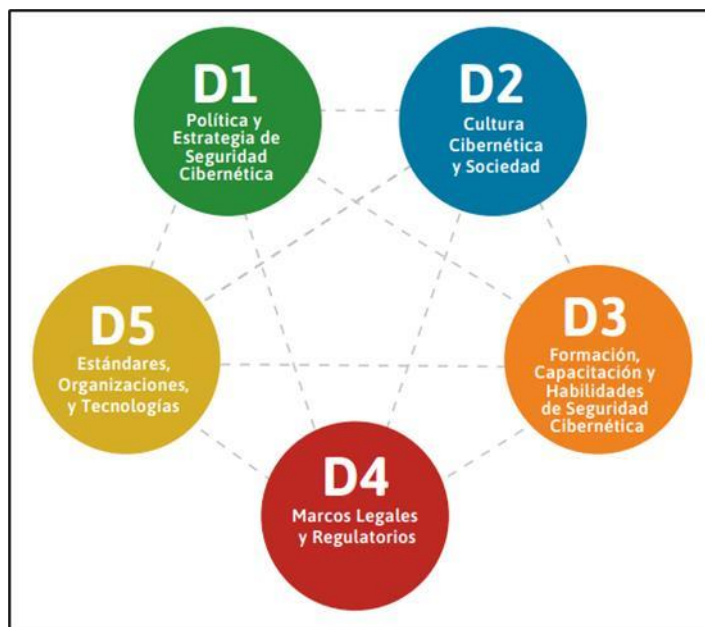 D1
Política y
Estrategia de
Seguridad
Cibernética
D2
Cultura
Cibernética
y Sociedad
D3
Formación,
Capacitación y
Habilidades
de Seguridad
Cibernética
D4
Marcos Legales
y Regulatorios
D5
Estándares,
Organizaciones,
y Tecnologías